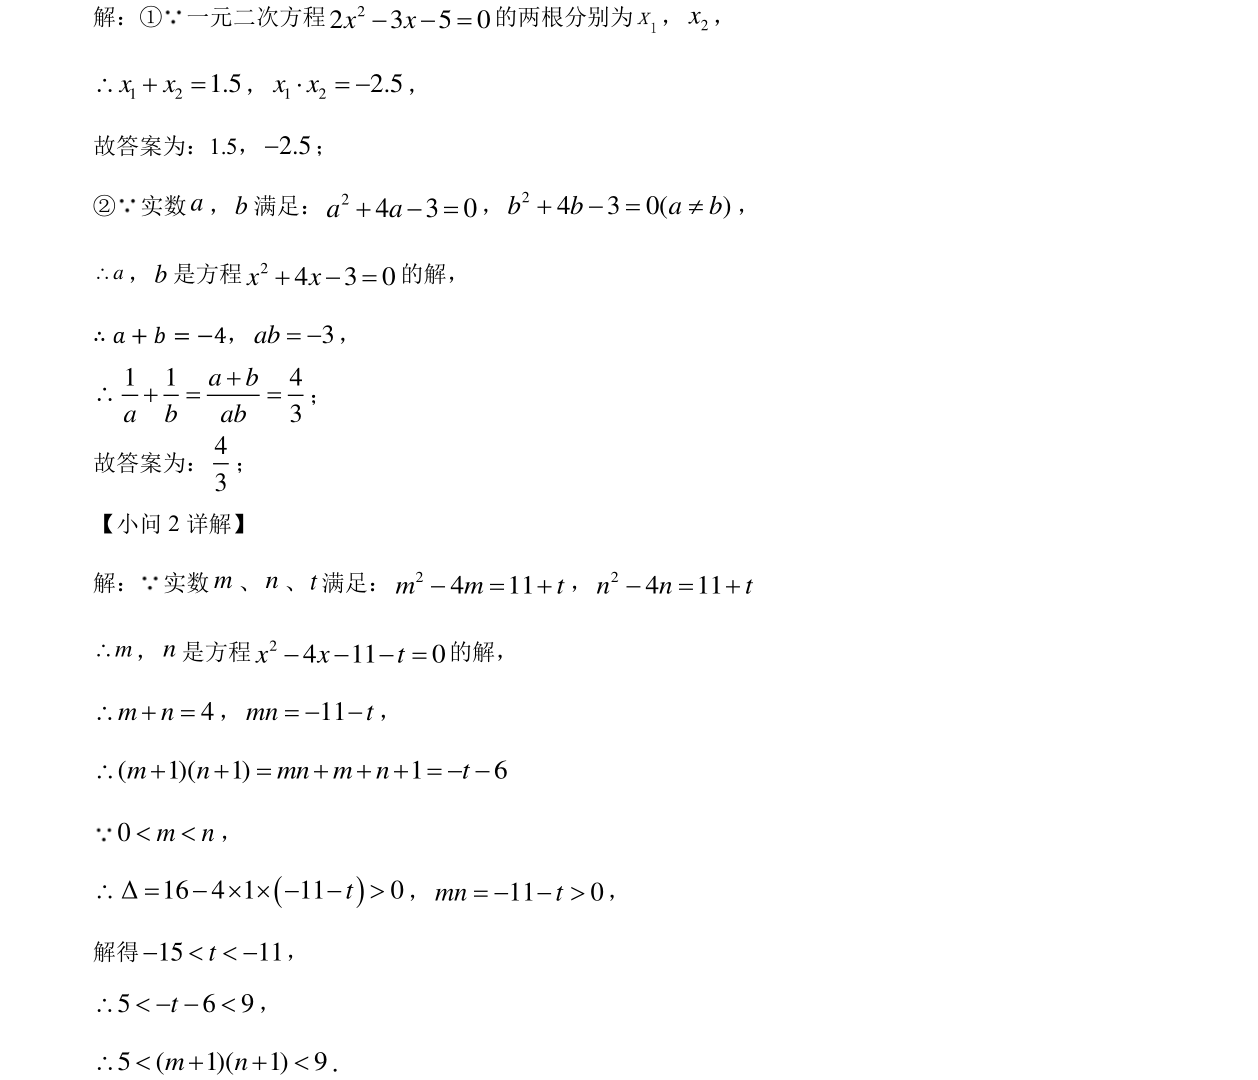 解：①∵一元二次方程2x²−3x−5=0的两根分别为x₁，x₂，
∴x₁+x₂=1.5，x₁·x₂=−2.5，
故答案为：1.5，−2.5；
②∵实数a，b满足：a²+4a−3=0，b²+4b−3=0(a≠b)，
∴a，b是方程x²+4x−3=0的解，
∴a+b=−4，ab=−3，
∴1/a+1/b=(a+b)/ab=4/3；
故答案为：4/3；
【小问2详解】
解：∵实数m、n、t满足：m²−4m=11+t，n²−4n=11+t
∴m，n是方程x²−4x−11−t=0的解，
∴m+n=4，mn=−11−t，
∴(m+1)(n+1)=mn+m+n+1=−t−6
∵0<m<n，
∴Δ=16−4×1×(−11−t)>0，mn=−11−t>0，
解得−15<t<−11，
∴5<−t−6<9，
∴5<(m+1)(n+1)<9．